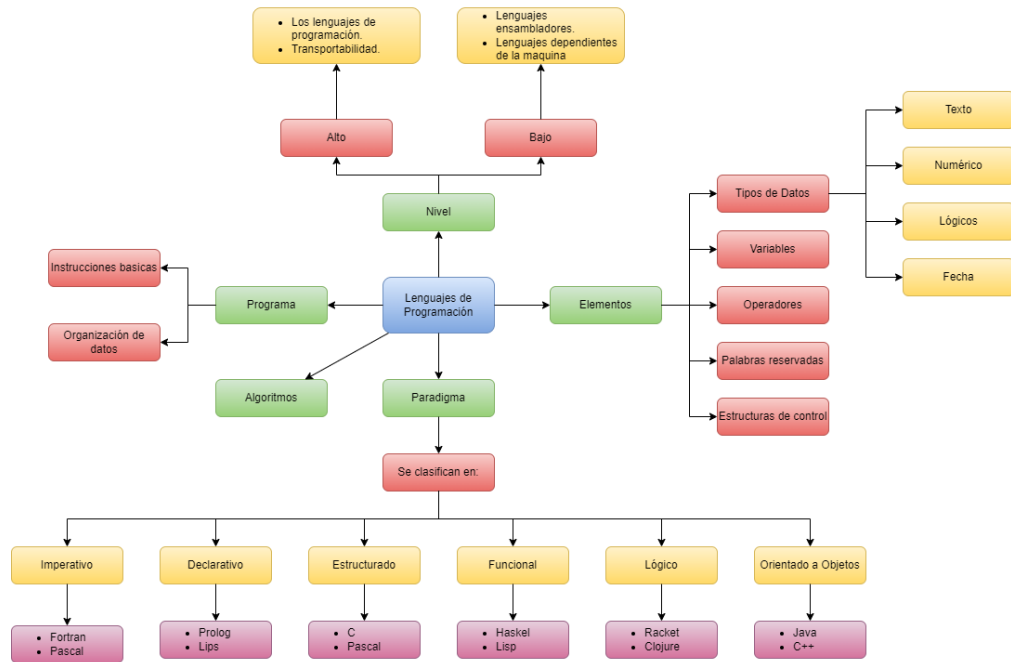 Los lenguajes de
programación.
Transportabilidad.
Lenguajes
ensambladores.
Lenguajes dependientes
de la maquina
Alto
Bajo
Nivel
Texto
Numérico
Lógicos
Fecha
Tipos de Datos
Variables
Operadores
Palabras reservadas
Estructuras de control
Instrucciones basicas
Organización de
datos
Programa
Lenguajes de
Programación
Elementos
Algoritmos
Paradigma
Se clasifican en:
Imperativo
Declarativo
Estructurado
Funcional
Lógico
Orientado a Objetos
Fortran
Pascal
Prolog
Lips
C
Pascal
Haskel
Lisp
Racket
Clojure
Java
C++